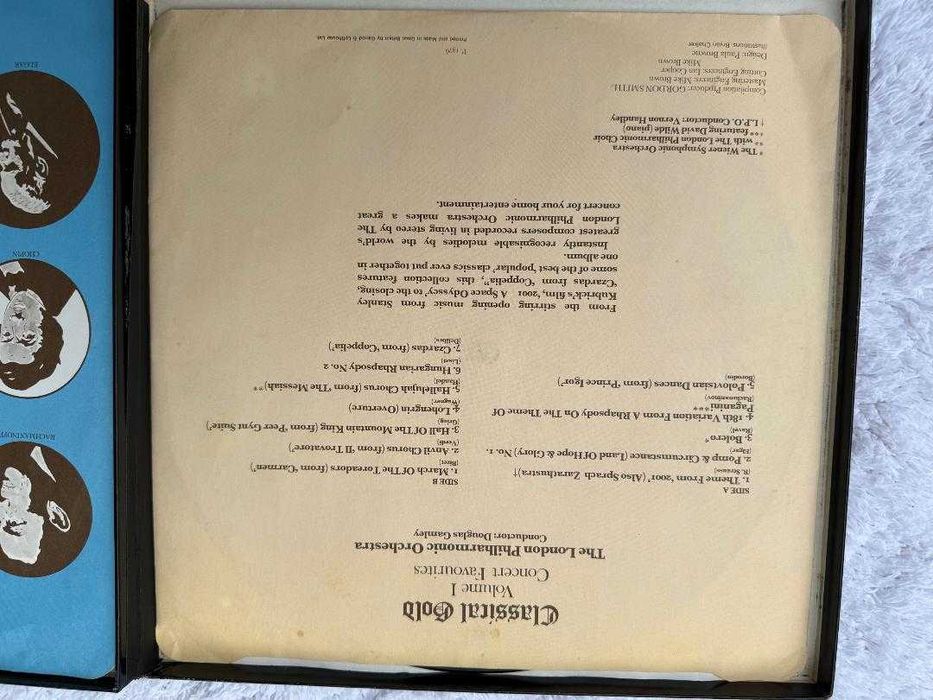 Classical Gold
Volume I
Concert Favourites
The London Philharmonic Orchestra
Conductor: Douglas Gamley
SIDE A
1. Theme From '2001' (Also Sprach Zarathustra)†
(R. Strauss)
2. Pomp & Circumstance (Land Of Hope & Glory) No. 1
(Elgar)
3. Bolero*
(Ravel)
4. 18th Variation From A Rhapsody On The Theme Of
Paganini***
(Rachmaninov)
5. Polovtsian Dances (from 'Prince Igor')
(Borodin)
SIDE B
1. March Of The Toreadors (from 'Carmen')
(Bizet)
2. Anvil Chorus (from 'Il Trovatore')
(Verdi)
3. Hall Of The Mountain King (from 'Peer Gynt Suite')
(Grieg)
4. Lohengrin (Overture)
(Wagner)
5. Hallelujah Chorus (from 'The Messiah')**
(Handel)
6. Hungarian Rhapsody No. 2
(Liszt)
7. Czardas (from 'Coppelia')
(Delibes)
From the stirring opening music from Stanley
Kubrick's film, '2001 A Space Odyssey' to the closing,
'Czardas from "Coppelia", this collection features
some of the best 'popular' classics ever put together in
one album.
Instantly recognisable melodies by the world's
greatest composers recorded in living stereo by The
London Philharmonic Orchestra makes a great
concert for your home entertainment.
* The Wiener Symphonic Orchestra
** with The London Philharmonic Choir
*** featuring David Wilde (piano)
† L.P.O. Conductor: Vernon Handley
Compilation Producer: GORDON SMITH.
Mastering Engineers: Mike Brown
Cutting Engineers: Ian Cooper
Mike Brown
Design: Paula Browne
Illustrations: Bryan Chaker
℗ 1976
Printed and Made in Great Britain by Garrod & Lofthouse Ltd
RACHMANINOFF
CHOPIN
ELGAR